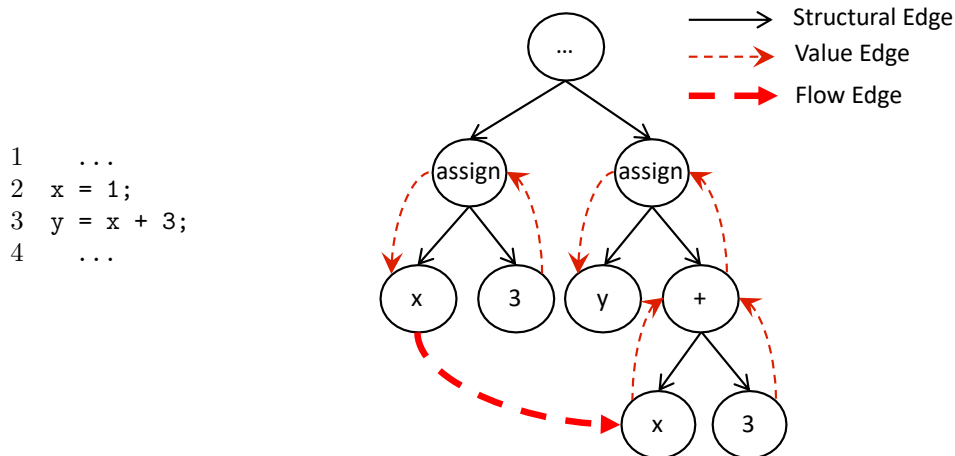 1 ...
2 x = 1;
3 y = x + 3;
4 ...
...
assign
assign
x
3
y
+
x
3
Structural Edge
Value Edge
Flow Edge